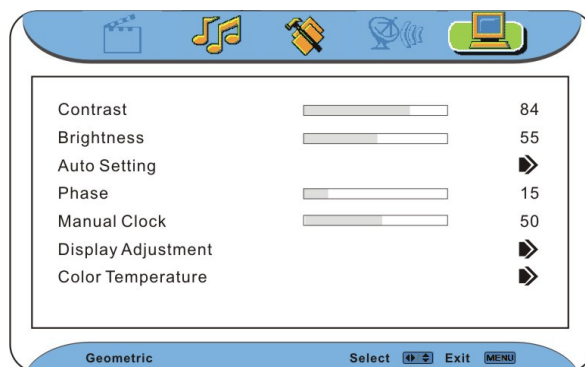 Contrast 84
Brightness 55
Auto Setting
Phase 15
Manual Clock 50
Display Adjustment
Color Temperature
Geometric Select Exit MENU